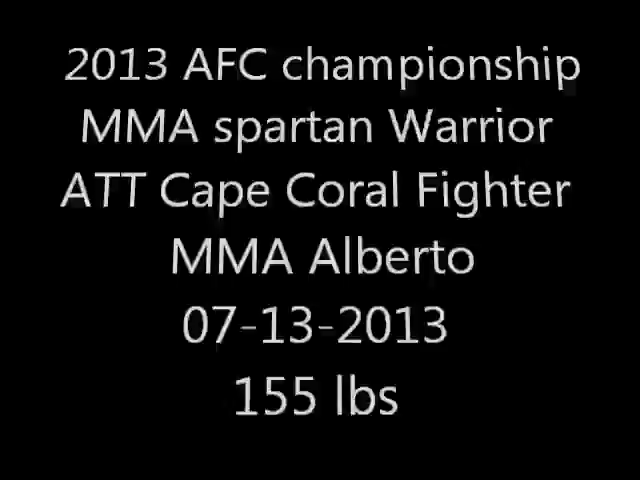 2013 AFC championship
MMA spartan Warrior
ATT Cape Coral Fighter
MMA Alberto
07-13-2013
155 lbs